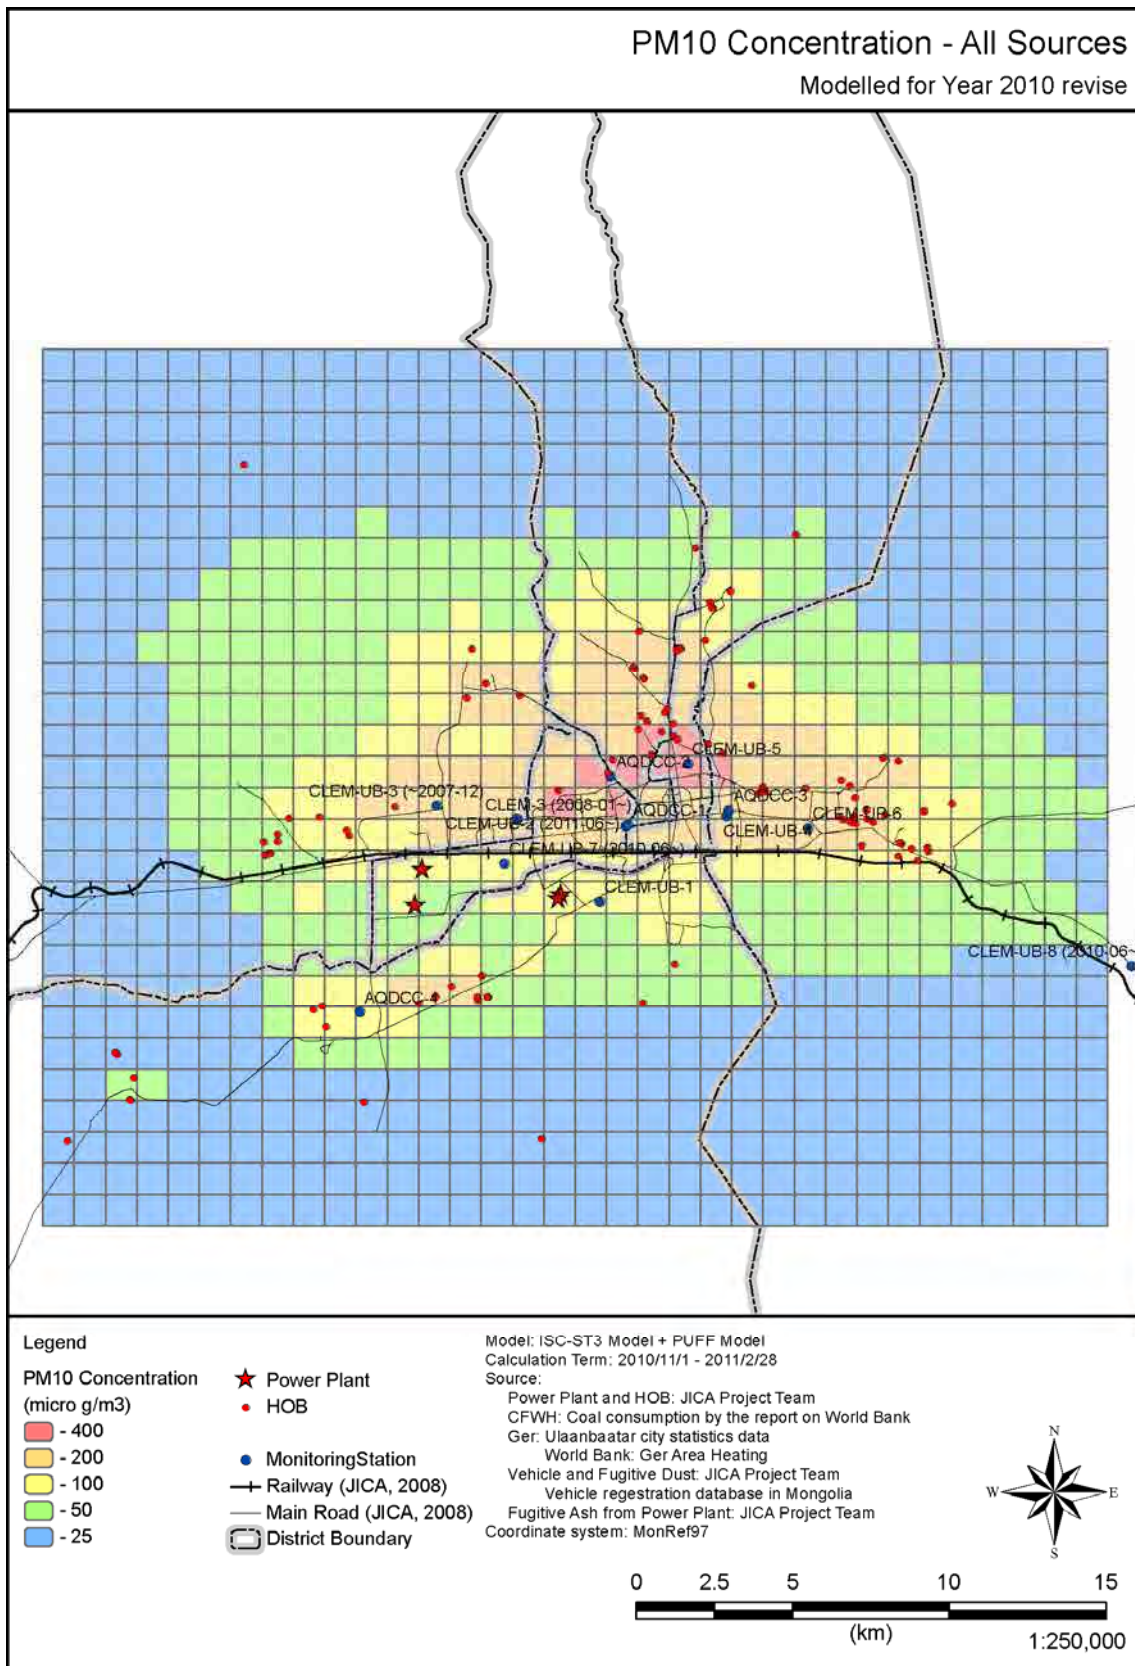 PM10 Concentration - All Sources
Modelled for Year 2010 revise
CLEM-UB-5
AQDCC-2
CLEM-UB-3 (~2007-12)
CLEM-3 (2008-01~)
AQDCC-1
AQDCC-3
CLEM-UB-2 (2011-06~)
CLEM-UB-4
CLEM-UB-6
CLEM-UB-7 (2010-06~)
CLEM-UB-1
CLEM-UB-8 (2010-06~
AQDCC-4
Legend
PM10 Concentration
(micro g/m3)
- 400
- 200
- 100
- 50
- 25
Power Plant
HOB
MonitoringStation
Railway (JICA, 2008)
Main Road (JICA, 2008)
District Boundary
Model: ISC-ST3 Model + PUFF Model
Calculation Term: 2010/11/1 - 2011/2/28
Source:
Power Plant and HOB: JICA Project Team
CFWH: Coal consumption by the report on World Bank
Ger: Ulaanbaatar city statistics data
World Bank: Ger Area Heating
Vehicle and Fugitive Dust: JICA Project Team
Vehicle regestration database in Mongolia
Fugitive Ash from Power Plant: JICA Project Team
Coordinate system: MonRef97
N
W E
S
0 2.5 5 10 15
(km)
1:250,000